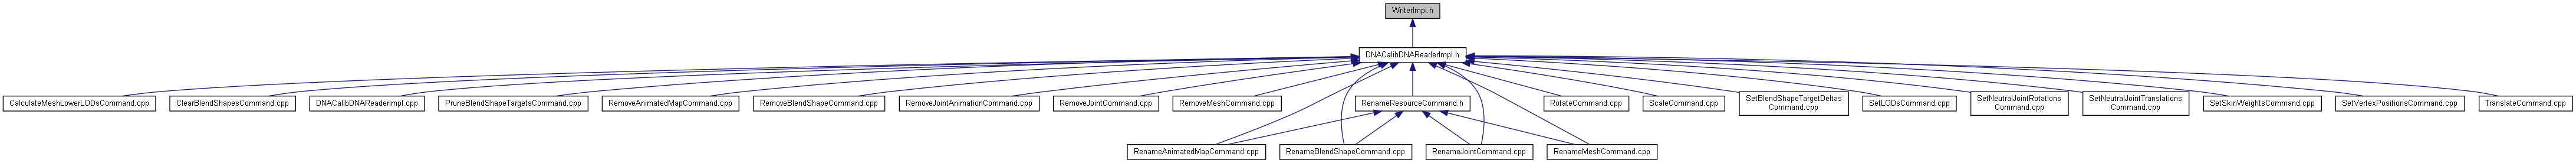 WriterImpl.h
DNACalibDNAReaderImpl.h
CalculateMeshLowerLODsCommand.cpp
ClearBlendShapesCommand.cpp
DNACalibDNAReaderImpl.cpp
PruneBlendShapeTargetsCommand.cpp
RemoveAnimatedMapCommand.cpp
RemoveBlendShapeCommand.cpp
RemoveJointAnimationCommand.cpp
RemoveJointCommand.cpp
RemoveMeshCommand.cpp
RenameResourceCommand.h
RotateCommand.cpp
ScaleCommand.cpp
SetBlendShapeTargetDeltas
Command.cpp
SetLODsCommand.cpp
SetNeutralJointRotations
Command.cpp
SetNeutralJointTranslations
Command.cpp
SetSkinWeightsCommand.cpp
SetVertexPositionsCommand.cpp
TranslateCommand.cpp
RenameAnimatedMapCommand.cpp
RenameBlendShapeCommand.cpp
RenameJointCommand.cpp
RenameMeshCommand.cpp